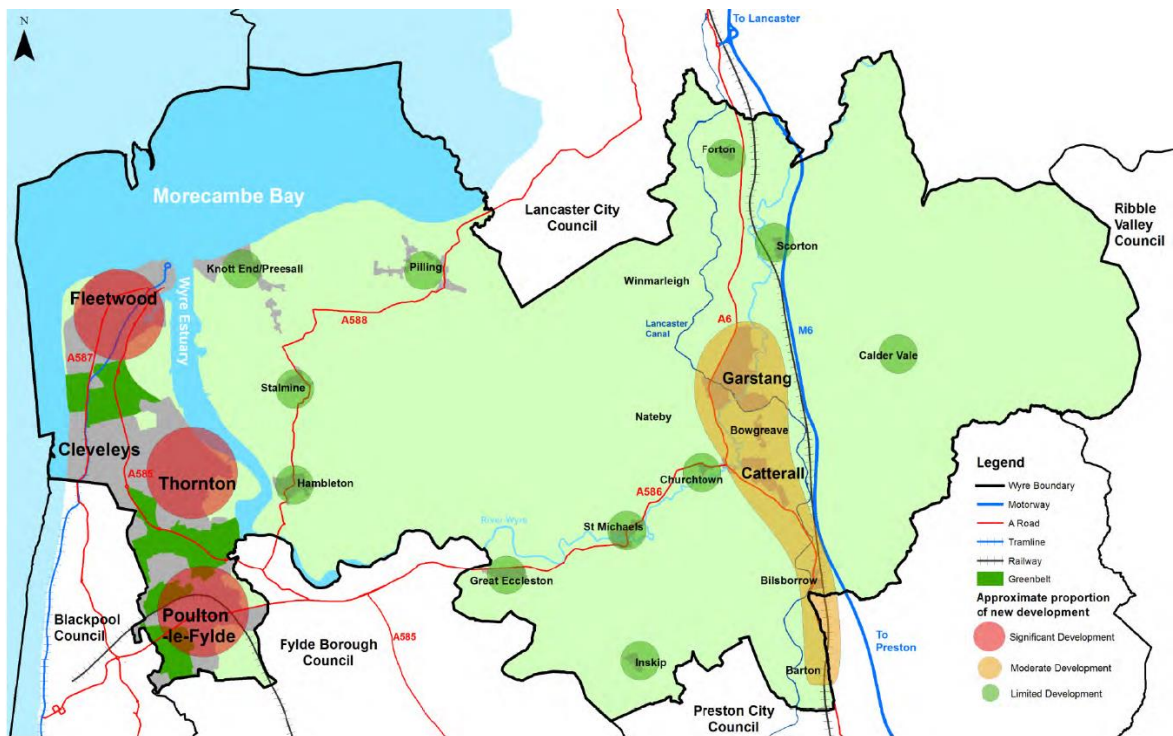 N
To Lancaster
Morecambe Bay
Lancaster City
Council
Ribble
Valley
Council
Forton
Scorton
Knott End/Preesall
Pilling
Fleetwood
Wyre Estuary
A588
Winmarleigh
Lancaster
Canal
A6
M6
A587
Calder Vale
Stalmine
Garstang
Nateby
Bowgreave
Cleveleys
A585
Thornton
Hambleton
Churchtown
Catterall
A586
St Michaels
River Wyre
Great Eccleston
Bilsborrow
Blackpool
Council
Poulton
-le-Fylde
Fylde Borough
Council
A585
Inskip
Barton
To
Preston
Preston City
Council
Legend
Wyre Boundary
Motorway
A Road
Tramline
Railway
Greenbelt
Approximate proportion
of new development
Significant Development
Moderate Development
Limited Development